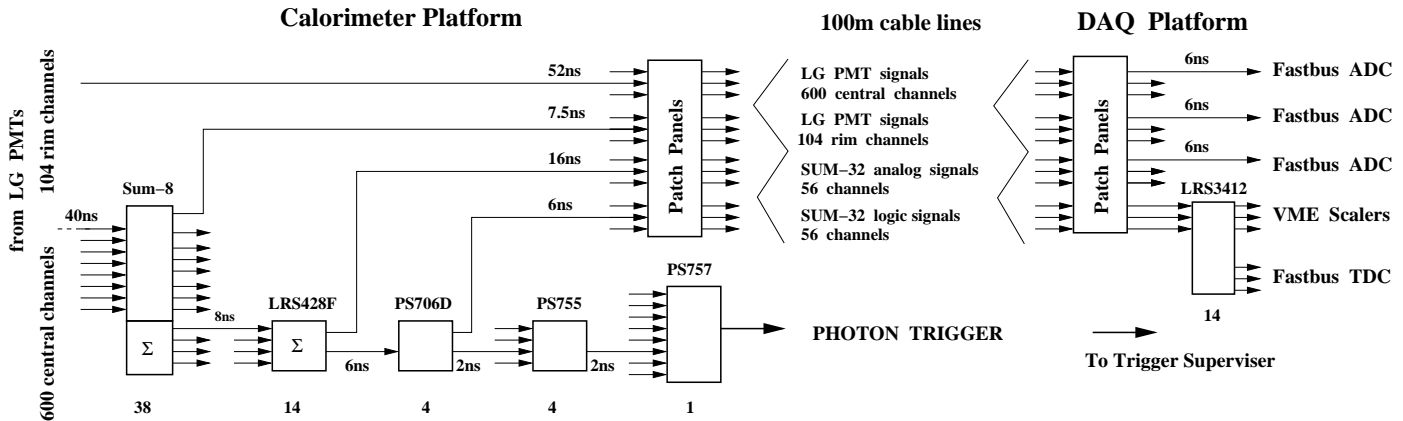 Calorimeter Platform
100m cable lines
DAQ Platform
from LG PMTs
104 rim channels
600 central channels
52ns
7.5ns
16ns
6ns
40ns
Sum−8
Σ
38
8ns
LRS428F
Σ
14
6ns
PS706D
4
2ns
PS755
4
2ns
PS757
1
Patch Panels
LG PMT signals
600 central channels
LG PMT signals
104 rim channels
SUM−32 analog signals
56 channels
SUM−32 logic signals
56 channels
PHOTON TRIGGER
Patch Panels
6ns
Fastbus ADC
6ns
Fastbus ADC
6ns
Fastbus ADC
LRS3412
VME Scalers
Fastbus TDC
14
To Trigger Superviser